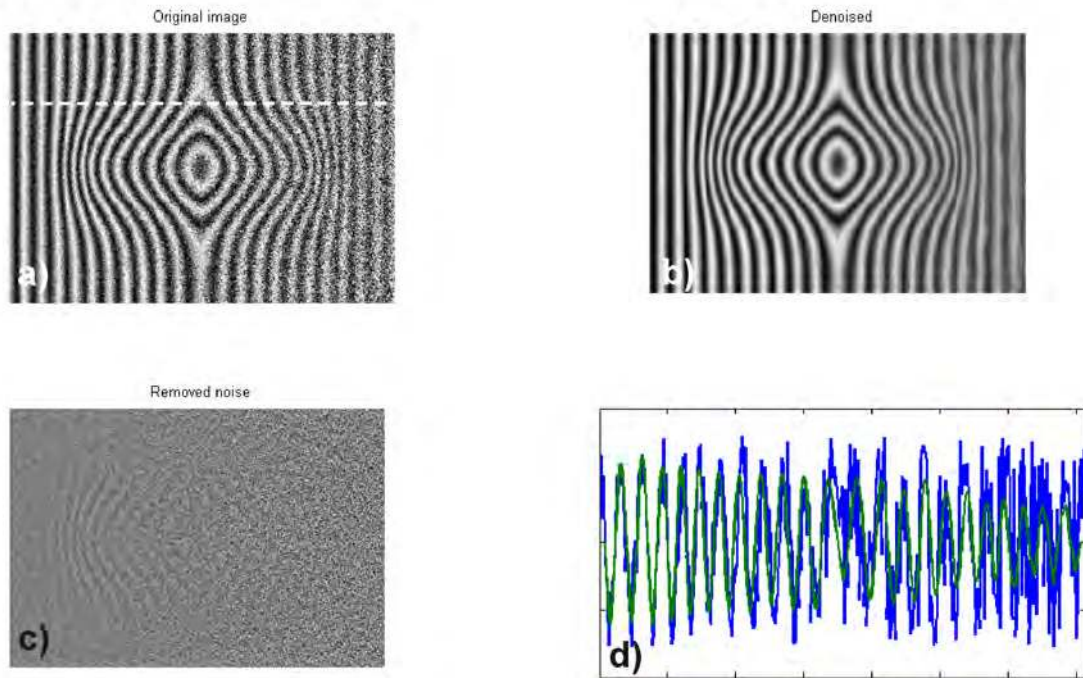 Original image
Denoised
a)
b)
Removed noise
c)
d)